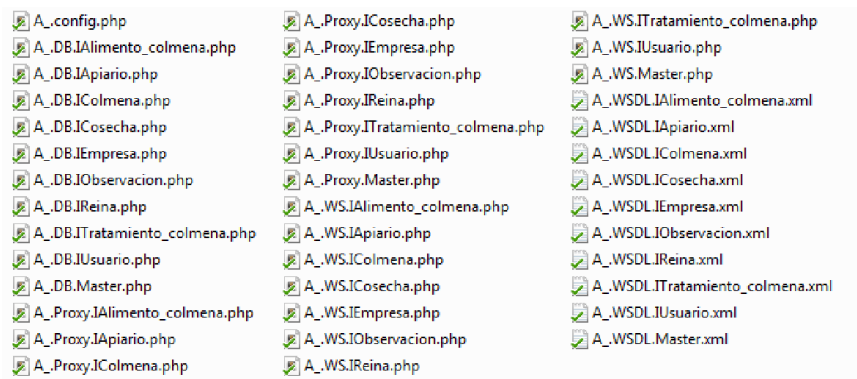 A_.config.php
A_.DB.IAlimento_colmena.php
A_.DB.IApiario.php
A_.DB.IColmena.php
A_.DB.ICosecha.php
A_.DB.IEmpresa.php
A_.DB.IObservacion.php
A_.DB.IReina.php
A_.DB.ITratamiento_colmena.php
A_.DB.IUsuario.php
A_.DB.Master.php
A_.Proxy.IAlimento_colmena.php
A_.Proxy.IApiario.php
A_.Proxy.IColmena.php
A_.Proxy.ICosecha.php
A_.Proxy.IEmpresa.php
A_.Proxy.IObservacion.php
A_.Proxy.IReina.php
A_.Proxy.ITratamiento_colmena.php
A_.Proxy.IUsuario.php
A_.Proxy.Master.php
A_.WS.IAlimento_colmena.php
A_.WS.IApiario.php
A_.WS.IColmena.php
A_.WS.ICosecha.php
A_.WS.IEmpresa.php
A_.WS.IObservacion.php
A_.WS.IReina.php
A_.WS.ITratamiento_colmena.php
A_.WS.IUsuario.php
A_.WS.Master.php
A_.WSDL.IAlimento_colmena.xml
A_.WSDL.IApiario.xml
A_.WSDL.IColmena.xml
A_.WSDL.ICosecha.xml
A_.WSDL.IEmpresa.xml
A_.WSDL.IObservacion.xml
A_.WSDL.IReina.xml
A_.WSDL.ITratamiento_colmena.xml
A_.WSDL.IUsuario.xml
A_.WSDL.Master.xml